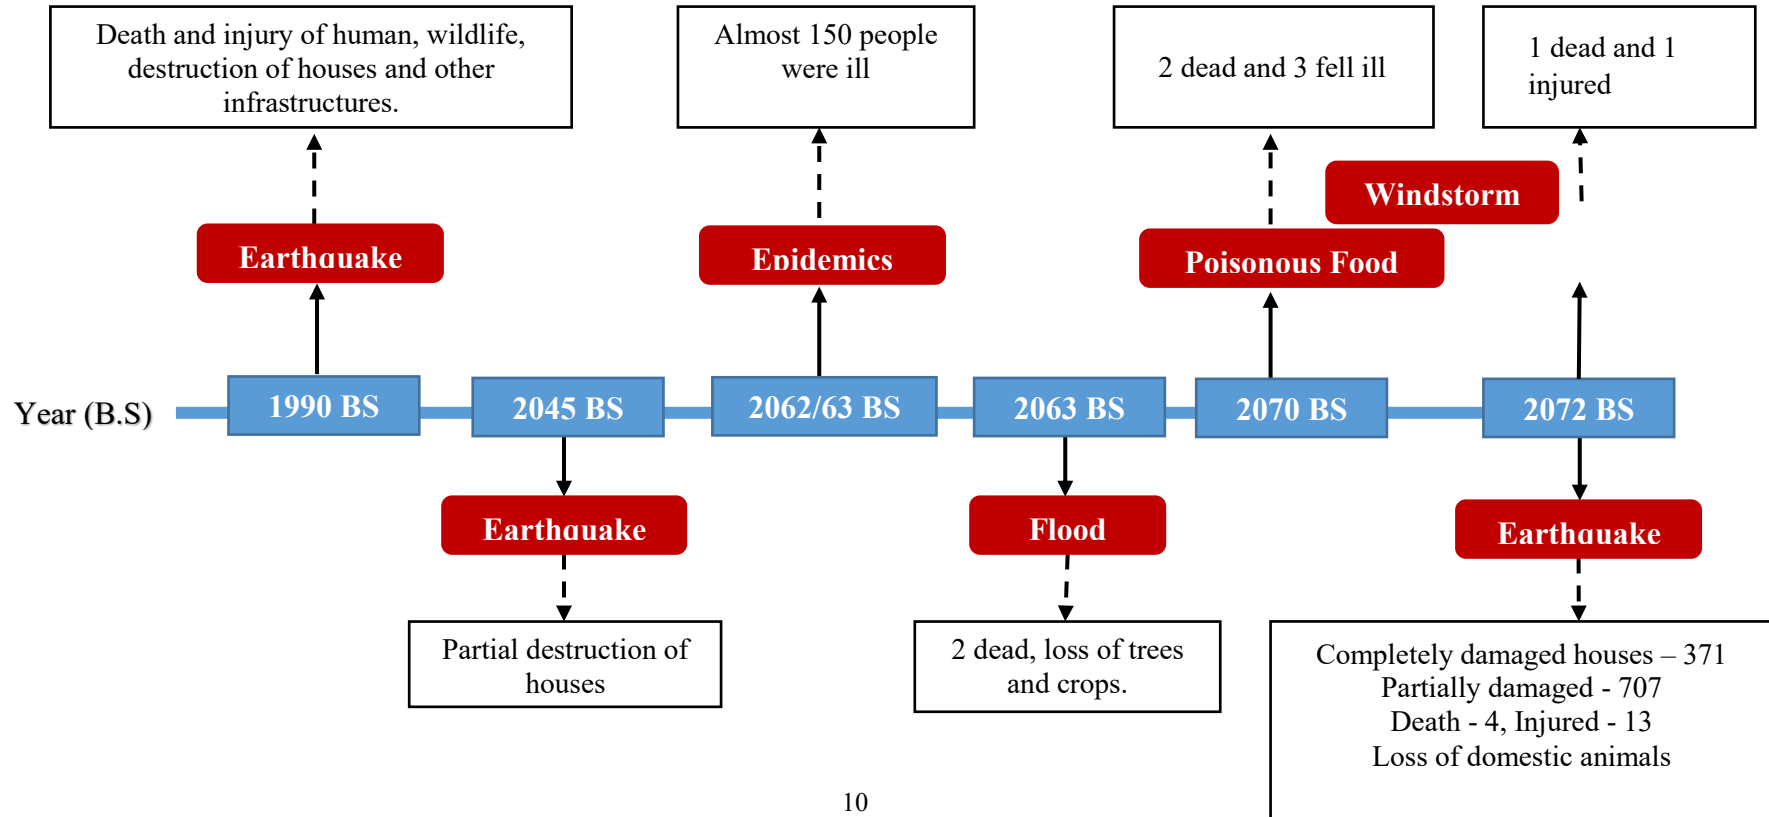 Death and injury of human, wildlife,
destruction of houses and other
infrastructures.
Almost 150 people
were ill
2 dead and 3 fell ill
1 dead and 1
injured
Windstorm
Earthquake
Epidemics
Poisonous Food
Year (B.S)
1990 BS
2045 BS
2062/63 BS
2063 BS
2070 BS
2072 BS
Earthquake
Flood
Earthquake
Partial destruction of
houses
2 dead, loss of trees
and crops.
Completely damaged houses – 371
Partially damaged - 707
Death - 4, Injured - 13
Loss of domestic animals
10